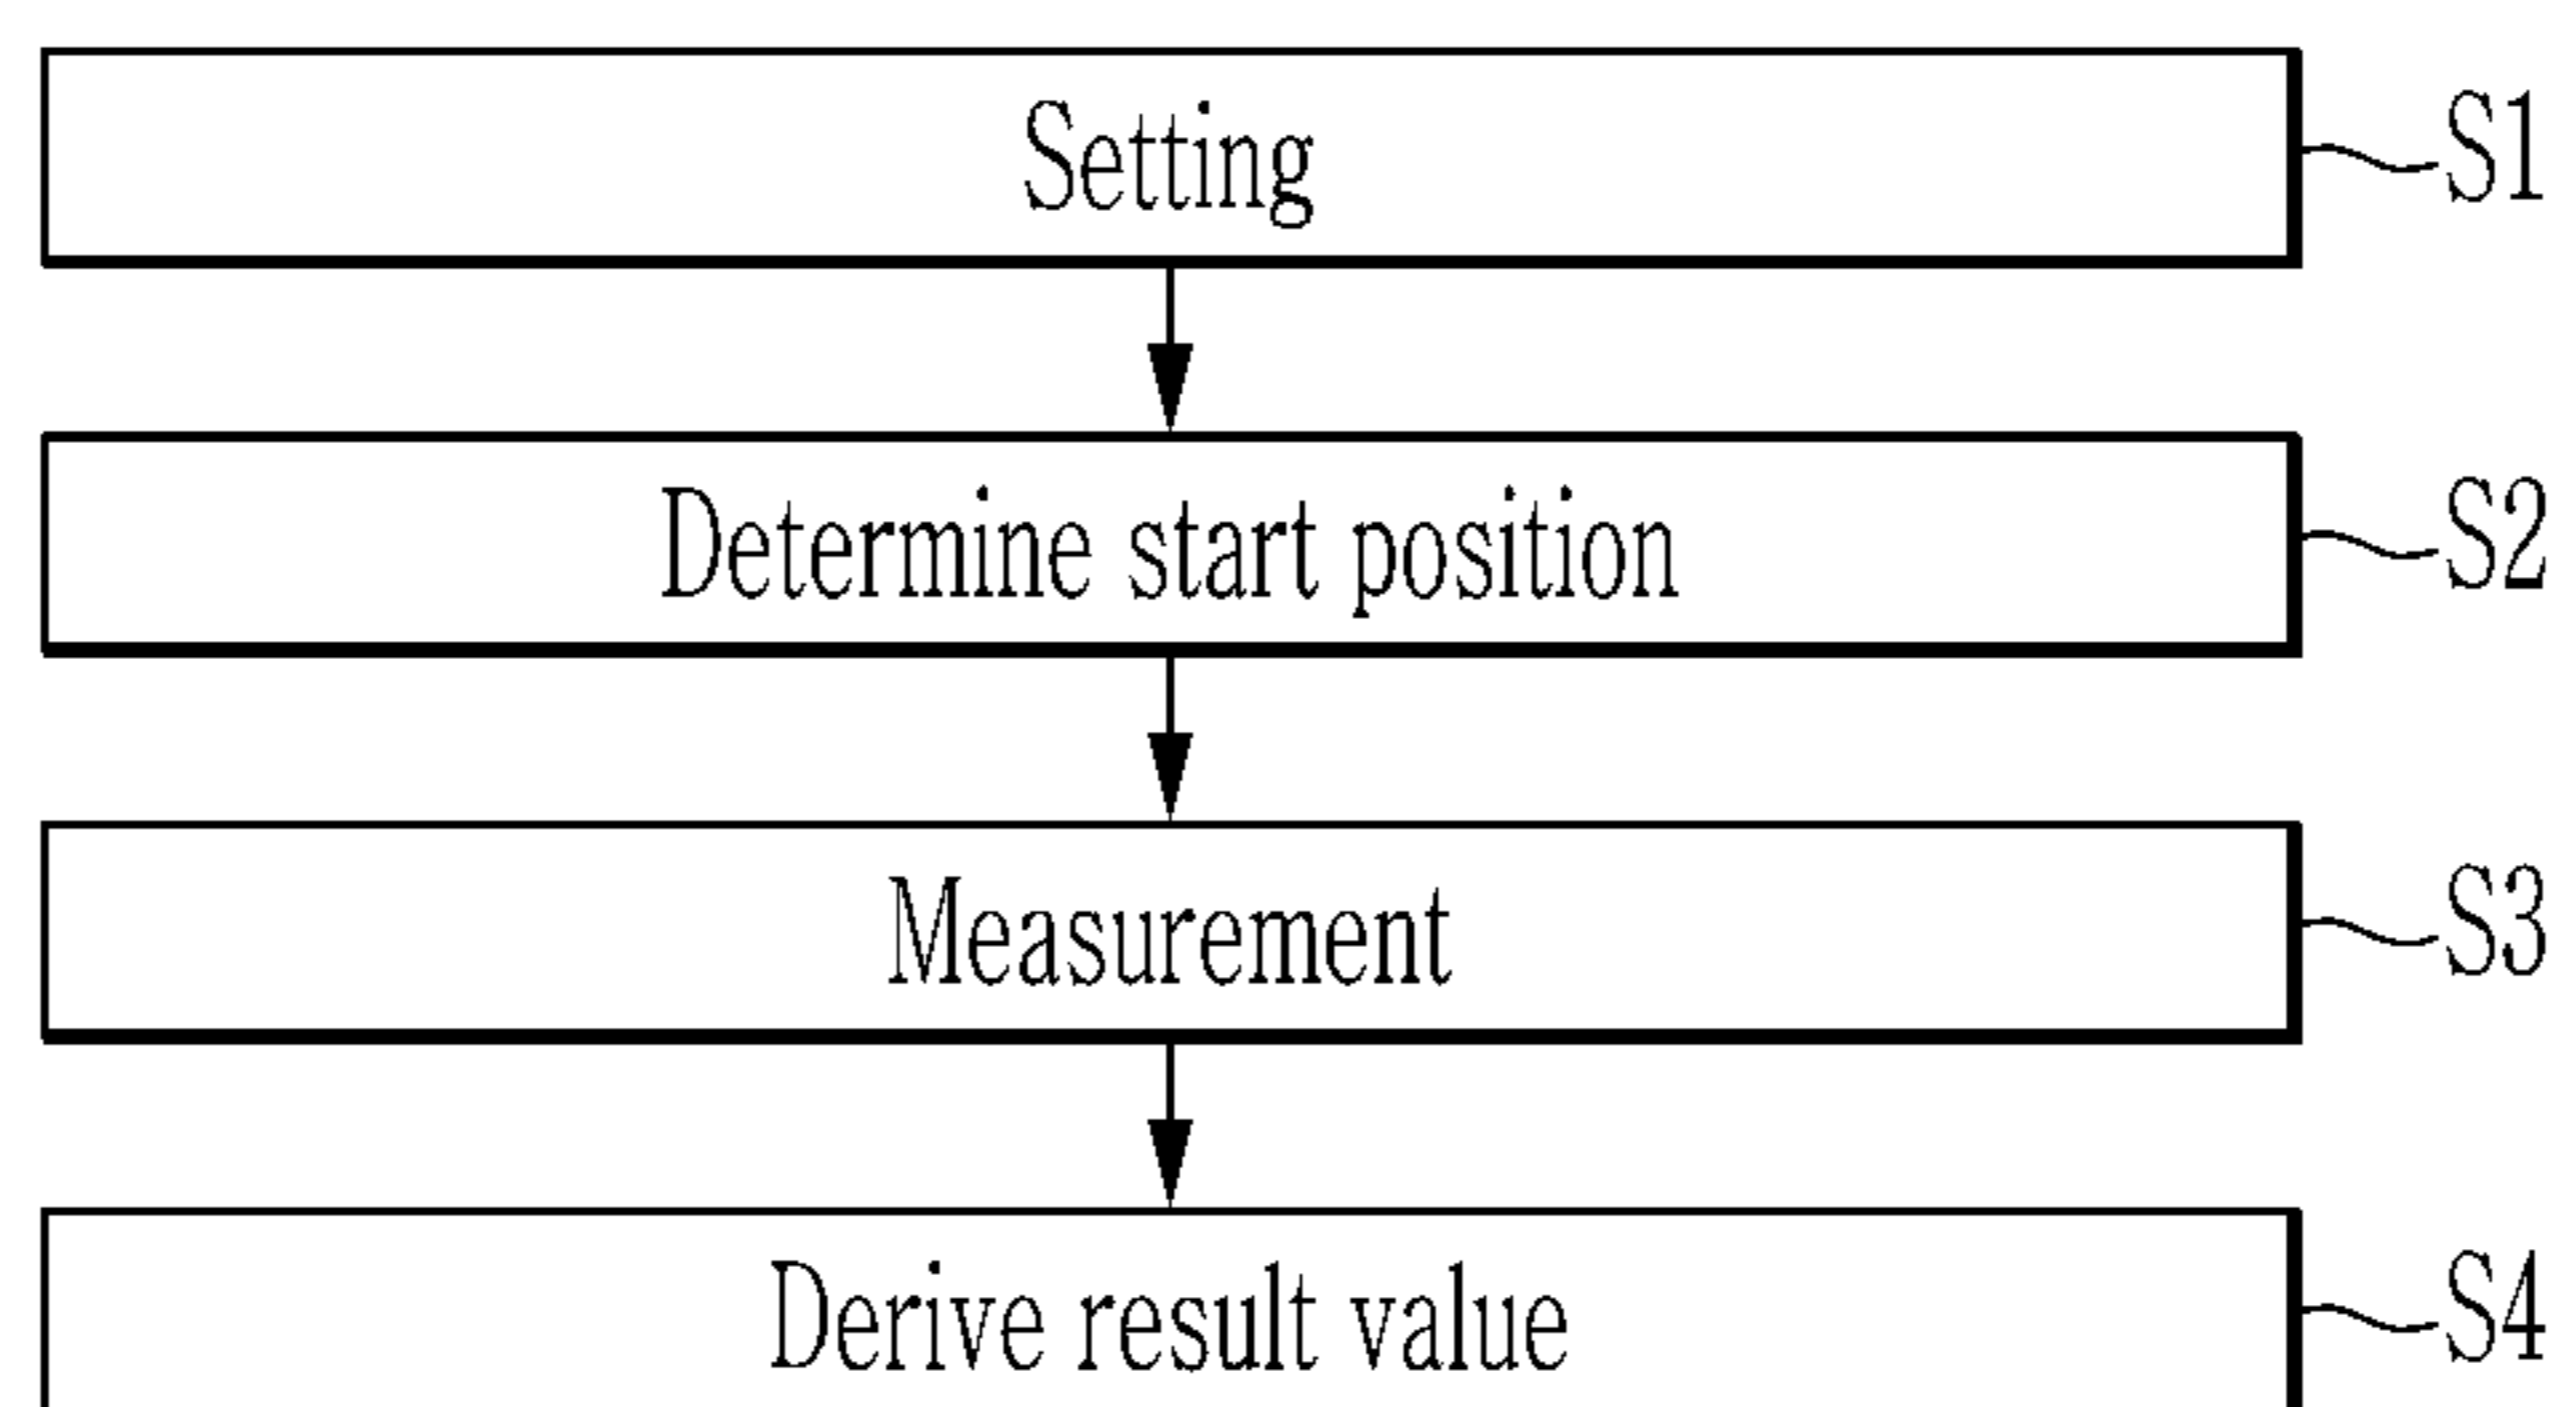 Setting S1
Determine start position S2
Measurement S3
Derive result value S4